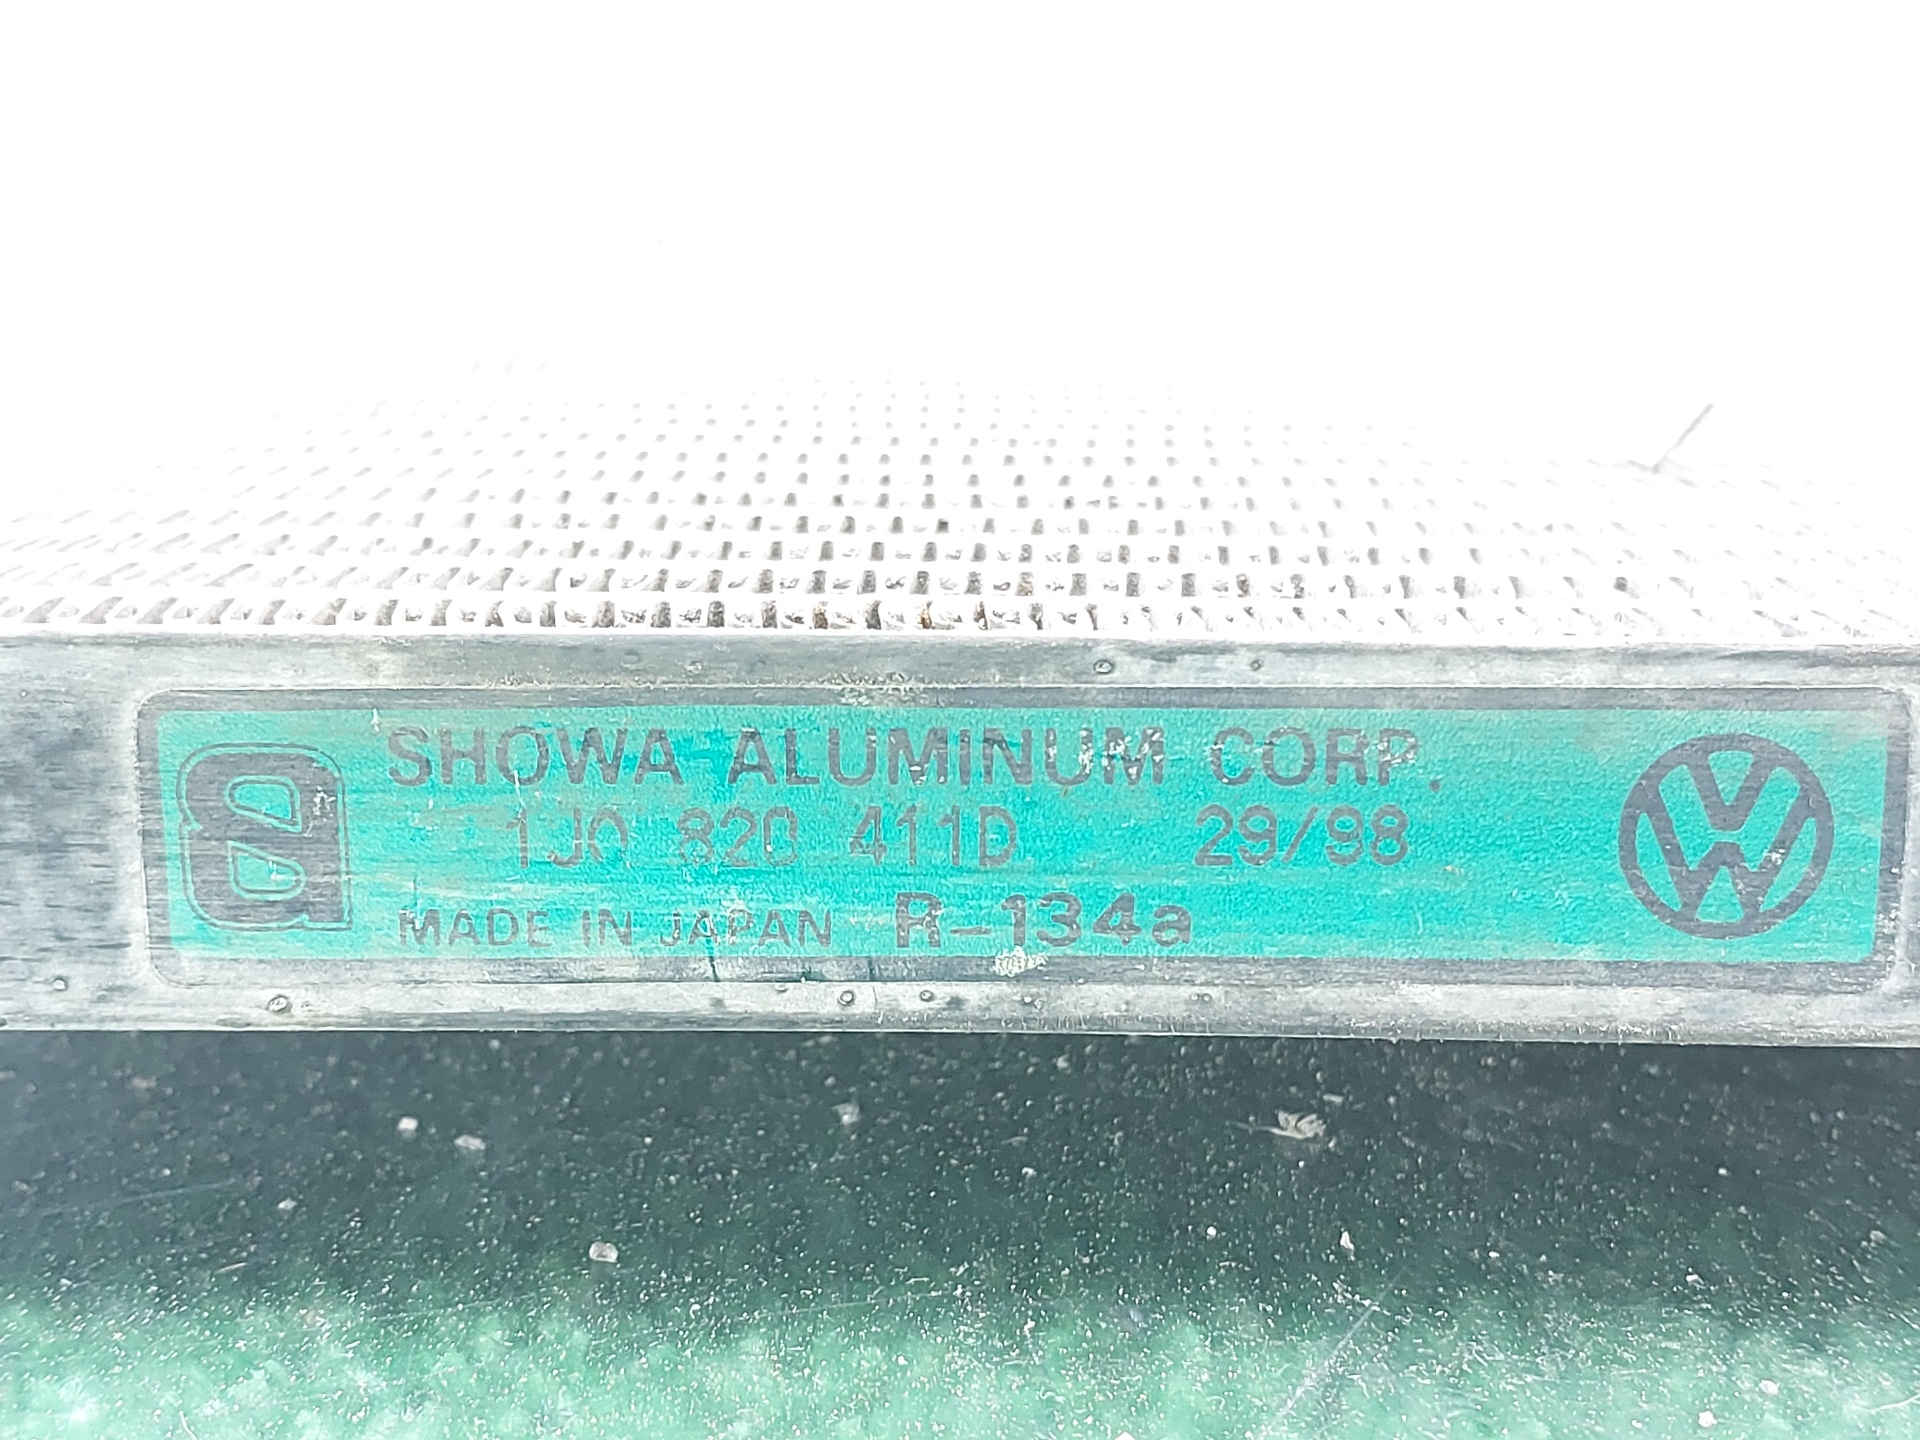 SHOWA ALUMINUM CORP.
1J0 820 411D 29/98
MADE IN JAPAN R-134a